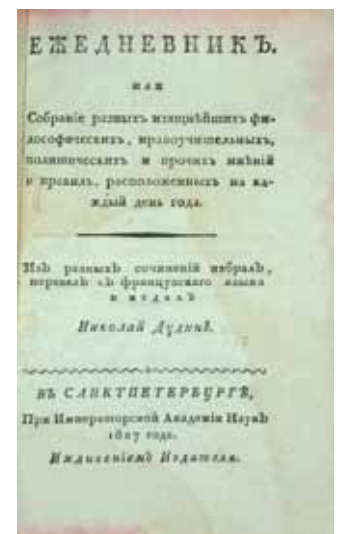 ЕЖЕДНЕВНИКЪ.
или
Собраніе разныхъ изящнѣйшихъ фи-
лософическихъ, нравоучительныхъ,
политическихъ и прочихъ мнѣній
и правилъ, расположенныхъ на ка-
ждый день года.
Изъ разныхъ сочиненій избралъ,
перевелъ съ французскаго языка
и издалъ
Николай
ВЪ САНКТПЕТЕРБУРГѢ,
При Императорской Академіи Наукъ
1807 года.
Иждивеніемъ Издателя.